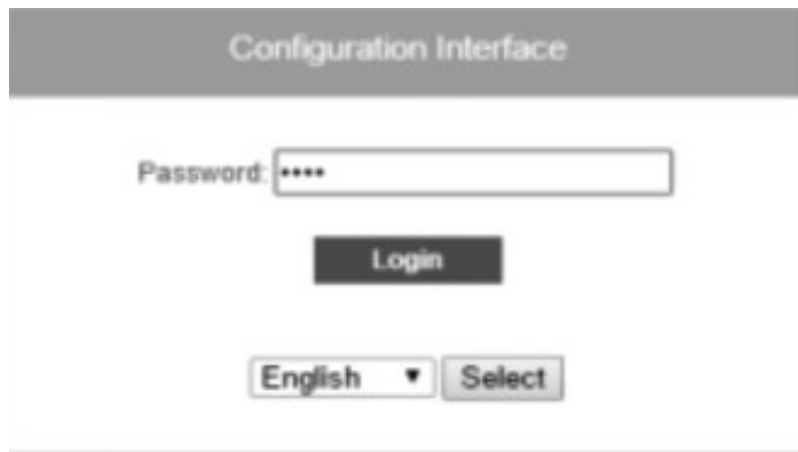 Configuration Interface
Password: ••••
Login
English ▼ Select